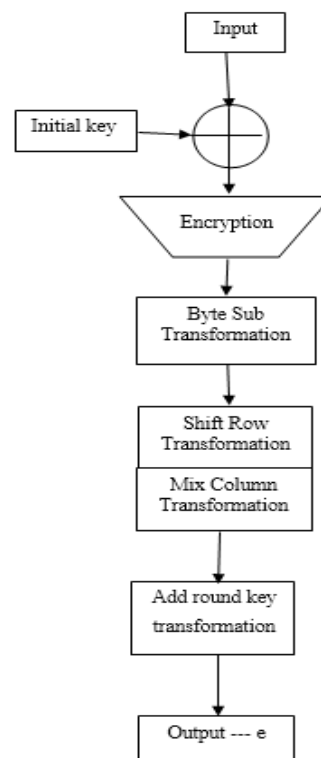 Input
Initial key
Encryption
Byte Sub
Transformation
Shift Row
Transformation
Mix Column
Transformation
Add round key
transformation
Output --- e